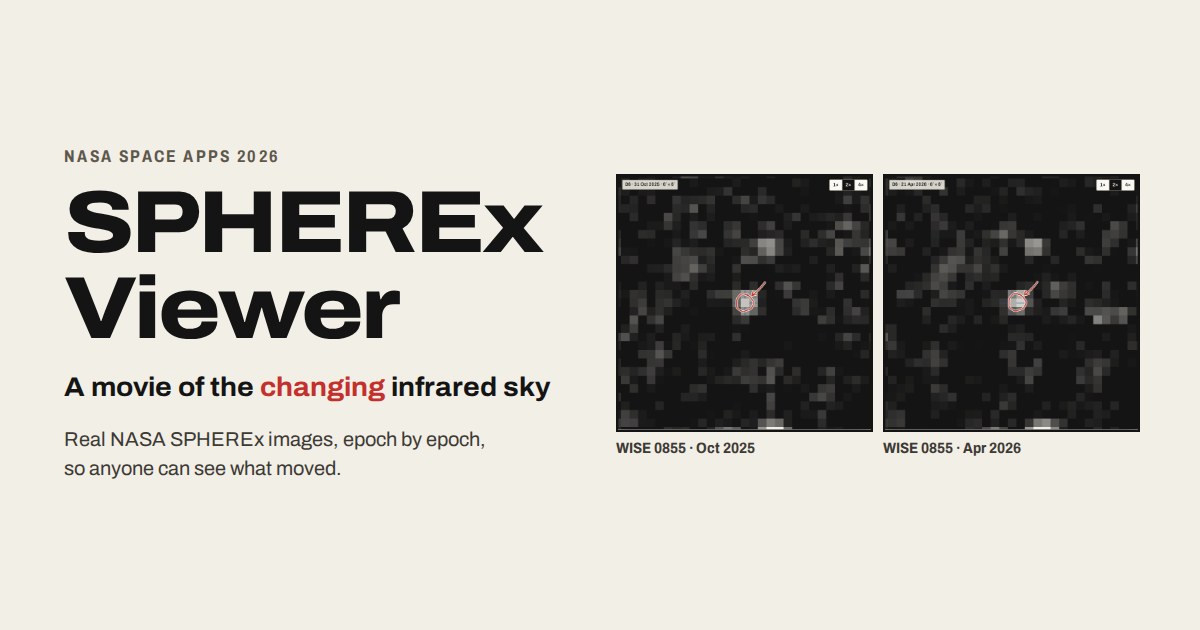 NASA SPACE APPS 2026
SPHEREx
Viewer
A movie of the changing infrared sky
Real NASA SPHEREx images, epoch by epoch,
so anyone can see what moved.
1× 2× 4×
1× 2× 4×
WISE 0855 · Oct 2025
WISE 0855 · Apr 2026